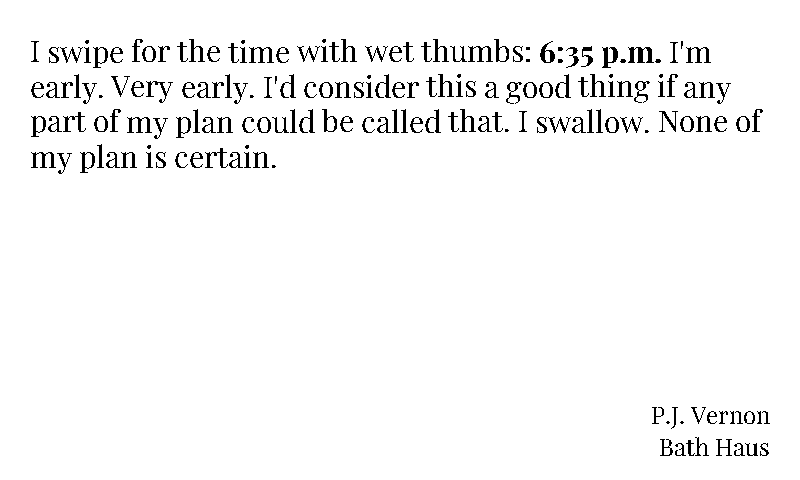 I swipe for the time with wet thumbs: 6:35 p.m. I'm
early. Very early. I'd consider this a good thing if any
part of my plan could be called that. I swallow. None of
my plan is certain.
P.J. Vernon
Bath Haus